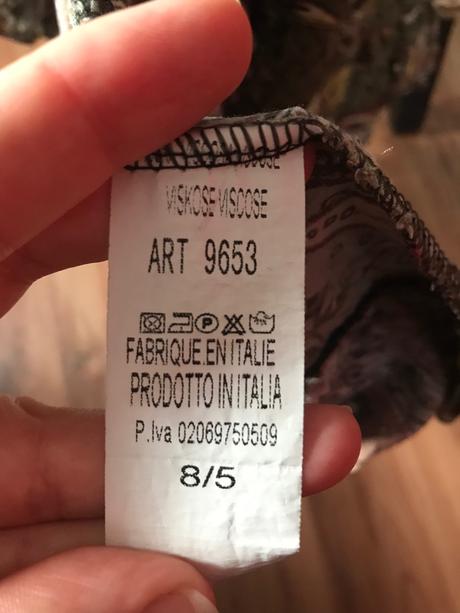 VISKOSE VISCOSE
ART 9653
FABRIQUE.EN ITALIE
PRODOTTO IN ITALIA
P.Iva 02069750509
8/5